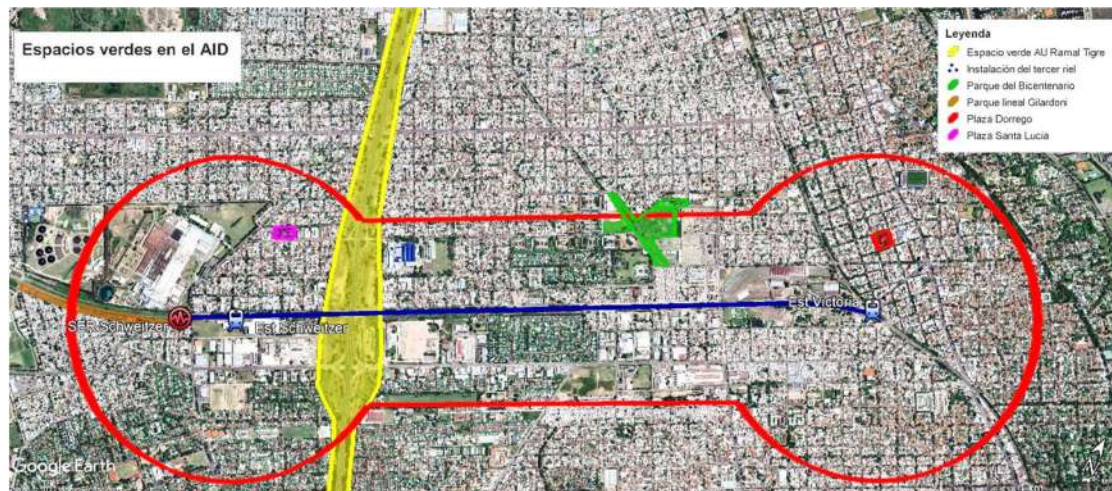 Espacios verdes en el AID
Leyenda
Espacio verde AU Ramal Tigre
Instalación del tercer riel
Parque del Bicentenario
Parque lineal Gilardoni
Plaza Dorrego
Plaza Santa Lucia
SER Schweitzer
Est Schweitzer
Est Victoria
Google Earth
N